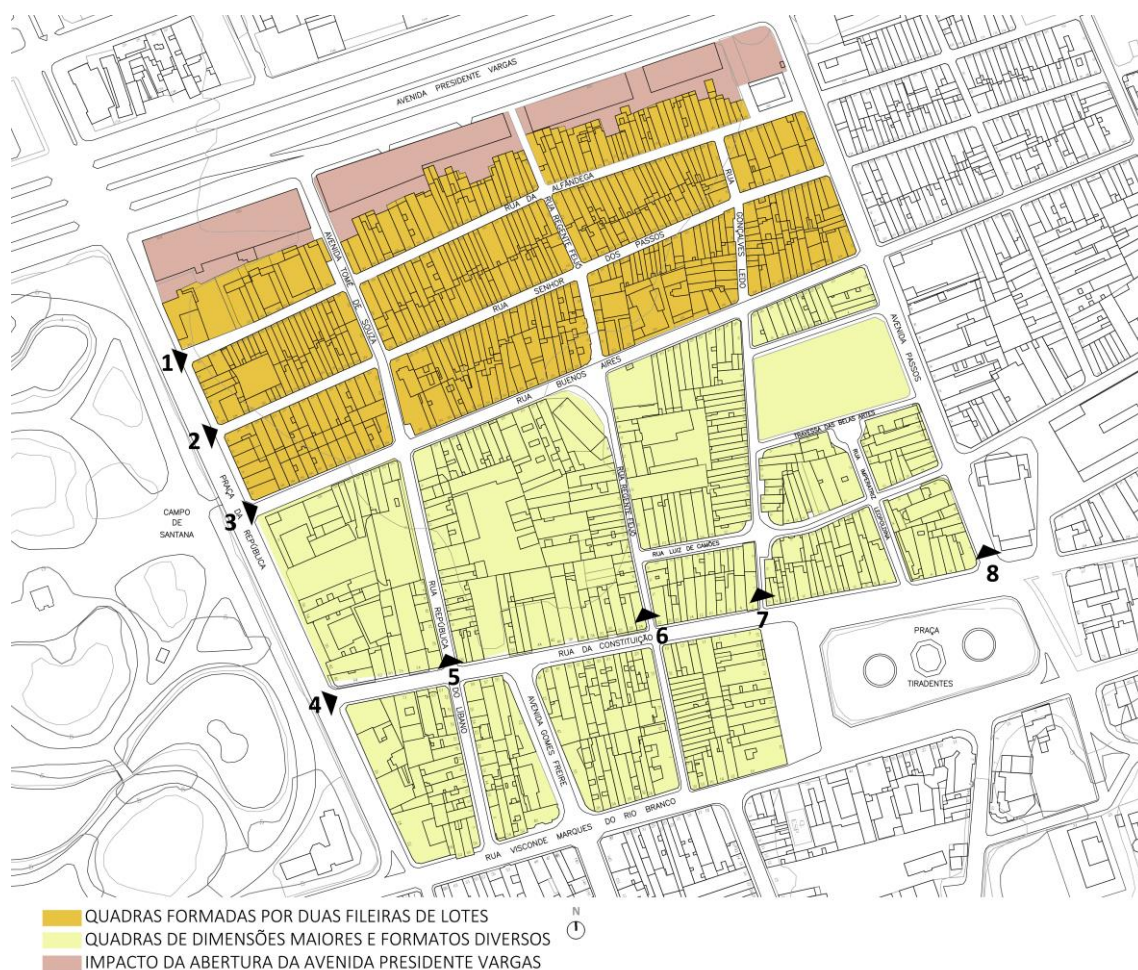 AVENIDA PRESIDENTE VARGAS
RUA DA ALFÂNDEGA
AVENIDA TOMÉ DE SOUZA
RUA REGENTE FEIJÓ
RUA SENHOR DOS PASSOS
RUA GONÇALVES LEDO
1
2
RUA BUENOS AIRES
AVENIDA PASSOS
TRAVESSA DAS BELAS ARTES
RUA IMPERATRIZ LEOPOLDINA
PRAÇA DA REPÚBLICA
CAMPO
DE
SANTANA
3
RUA REGENTE FEIJÓ
RUA LUIZ DE CAMÕES
8
RUA REPÚBLICA DO LÍBANO
7
6
RUA DA CONSTITUIÇÃO
PRAÇA
TIRADENTES
5
4
AVENIDA GOMES FREIRE
RUA VISCONDE MARQUES DO RIO BRANCO
QUADRAS FORMADAS POR DUAS FILEIRAS DE LOTES
N
QUADRAS DE DIMENSÕES MAIORES E FORMATOS DIVERSOS
IMPACTO DA ABERTURA DA AVENIDA PRESIDENTE VARGAS